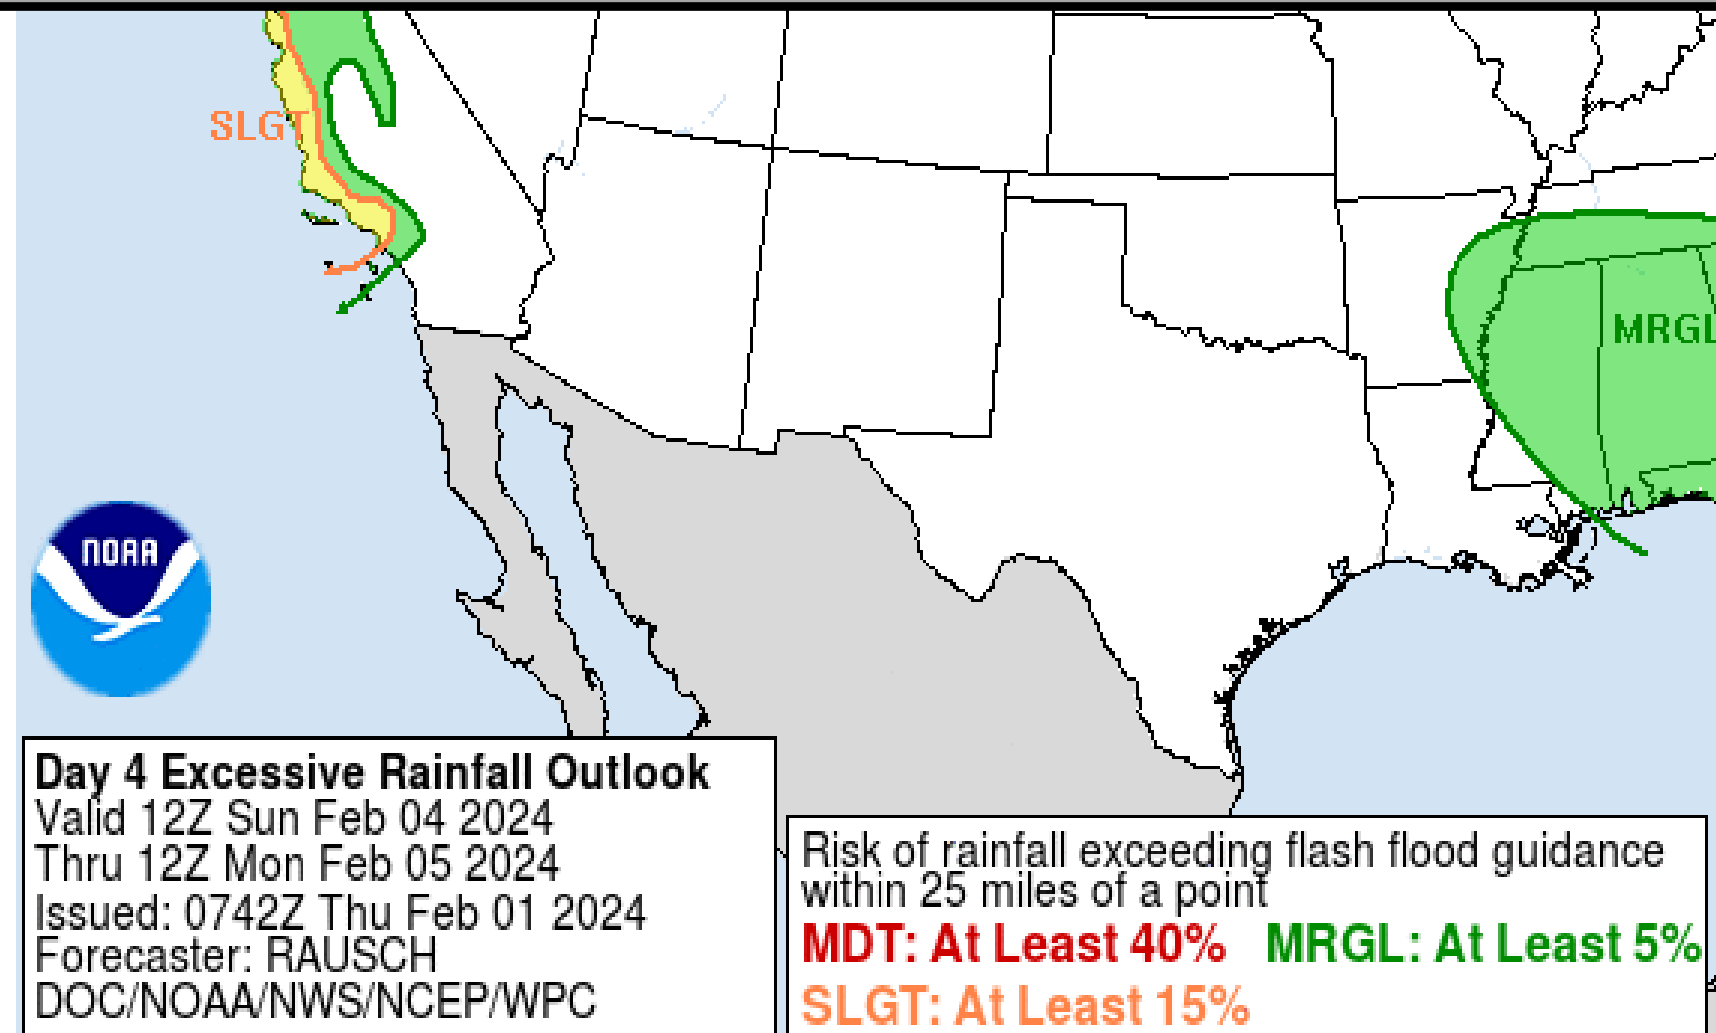 SLGT
MRGL
NOAA
Day 4 Excessive Rainfall Outlook
Valid 12Z Sun Feb 04 2024
Thru 12Z Mon Feb 05 2024
Issued: 0742Z Thu Feb 01 2024
Forecaster: RAUSCH
DOC/NOAA/NWS/NCEP/WPC
Risk of rainfall exceeding flash flood guidance
within 25 miles of a point
MDT: At Least 40% MRGL: At Least 5%
SLGT: At Least 15%